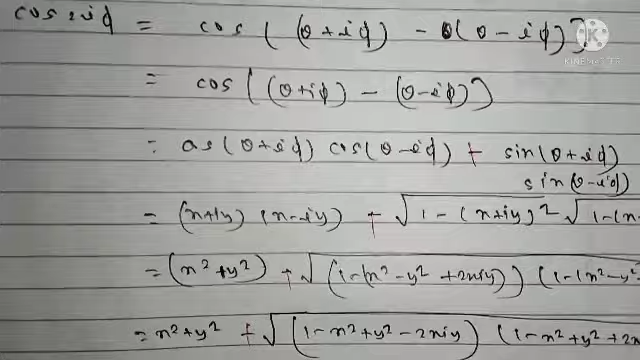 cos 2iϕ = cos { (θ+iϕ) - θ(θ-iϕ) }
KINEMASTER
= cos { (θ+iϕ) - (θ-iϕ) }
= cos(θ+iϕ) cos(θ-iϕ) + sin(θ+iϕ)
sin(θ-iϕ)
= (x+iy) (x-iy) + √1-(x+iy)² √1-(x
= (x²+y²) + √(1-(x²-y²+2xiy)) (1-(x²-y²
= x²+y² + √(1-x²+y²-2xiy) (1-x²+y²+2x